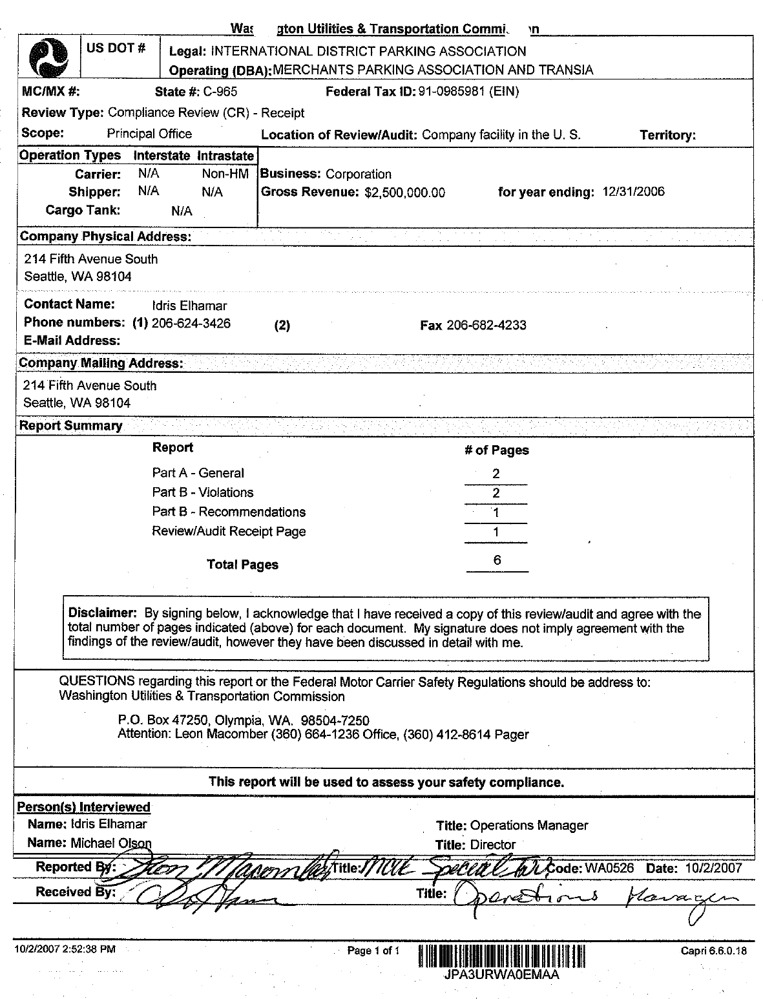 Was gton Utilities & Transportation Commi. n
US DOT # Legal: INTERNATIONAL DISTRICT PARKING ASSOCIATION
Operating (DBA): MERCHANTS PARKING ASSOCIATION AND TRANSIA
MC/MX #: State #: C-965 Federal Tax ID: 91-0985981 (EIN)
Review Type: Compliance Review (CR) - Receipt
Scope: Principal Office Location of Review/Audit: Company facility in the U. S. Territory:
Operation Types Interstate Intrastate
Carrier: N/A Non-HM Business: Corporation
Shipper: N/A N/A Gross Revenue: $2,500,000.00 for year ending: 12/31/2006
Cargo Tank: N/A
Company Physical Address:
214 Fifth Avenue South
Seattle, WA 98104
Contact Name: Idris Elhamar
Phone numbers: (1) 206-624-3426 (2) Fax 206-682-4233
E-Mail Address:
Company Mailing Address:
214 Fifth Avenue South
Seattle, WA 98104
Report Summary
Report # of Pages
Part A - General 2
Part B - Violations 2
Part B - Recommendations 1
Review/Audit Receipt Page 1
Total Pages 6
Disclaimer: By signing below, I acknowledge that I have received a copy of this review/audit and agree with the
total number of pages indicated (above) for each document. My signature does not imply agreement with the
findings of the review/audit, however they have been discussed in detail with me.
QUESTIONS regarding this report or the Federal Motor Carrier Safety Regulations should be address to:
Washington Utilities & Transportation Commission
P.O. Box 47250, Olympia, WA. 98504-7250
Attention: Leon Macomber (360) 664-1236 Office, (360) 412-8614 Pager
This report will be used to assess your safety compliance.
Person(s) Interviewed
Name: Idris Elhamar Title: Operations Manager
Name: Michael Olson Title: Director
Reported By: Leon Macomber Title: Special Code: WA0526 Date: 10/2/2007
Received By: Title: Operations Manager
10/2/2007 2:52:38 PM Page 1 of 1 Capri 6.6.0.18
JPA3URWA0EMAA